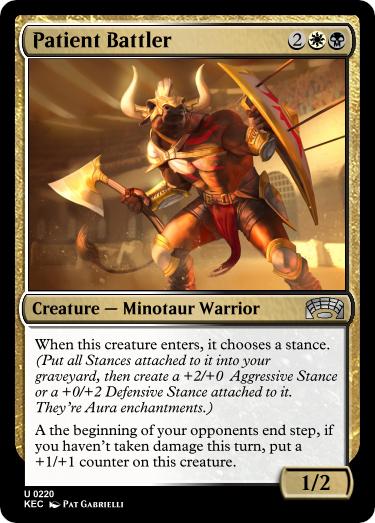 Patient Battler 2
Creature — Minotaur Warrior
When this creature enters, it chooses a stance.
(Put all Stances attached to it into your
graveyard, then create a +2/+0 Aggressive Stance
or a +0/+2 Defensive Stance attached to it.
They're Aura enchantments.)
A the beginning of your opponents end step, if
you haven't taken damage this turn, put a
+1/+1 counter on this creature.
1/2
U 0220
KEC Pat Gabrielli